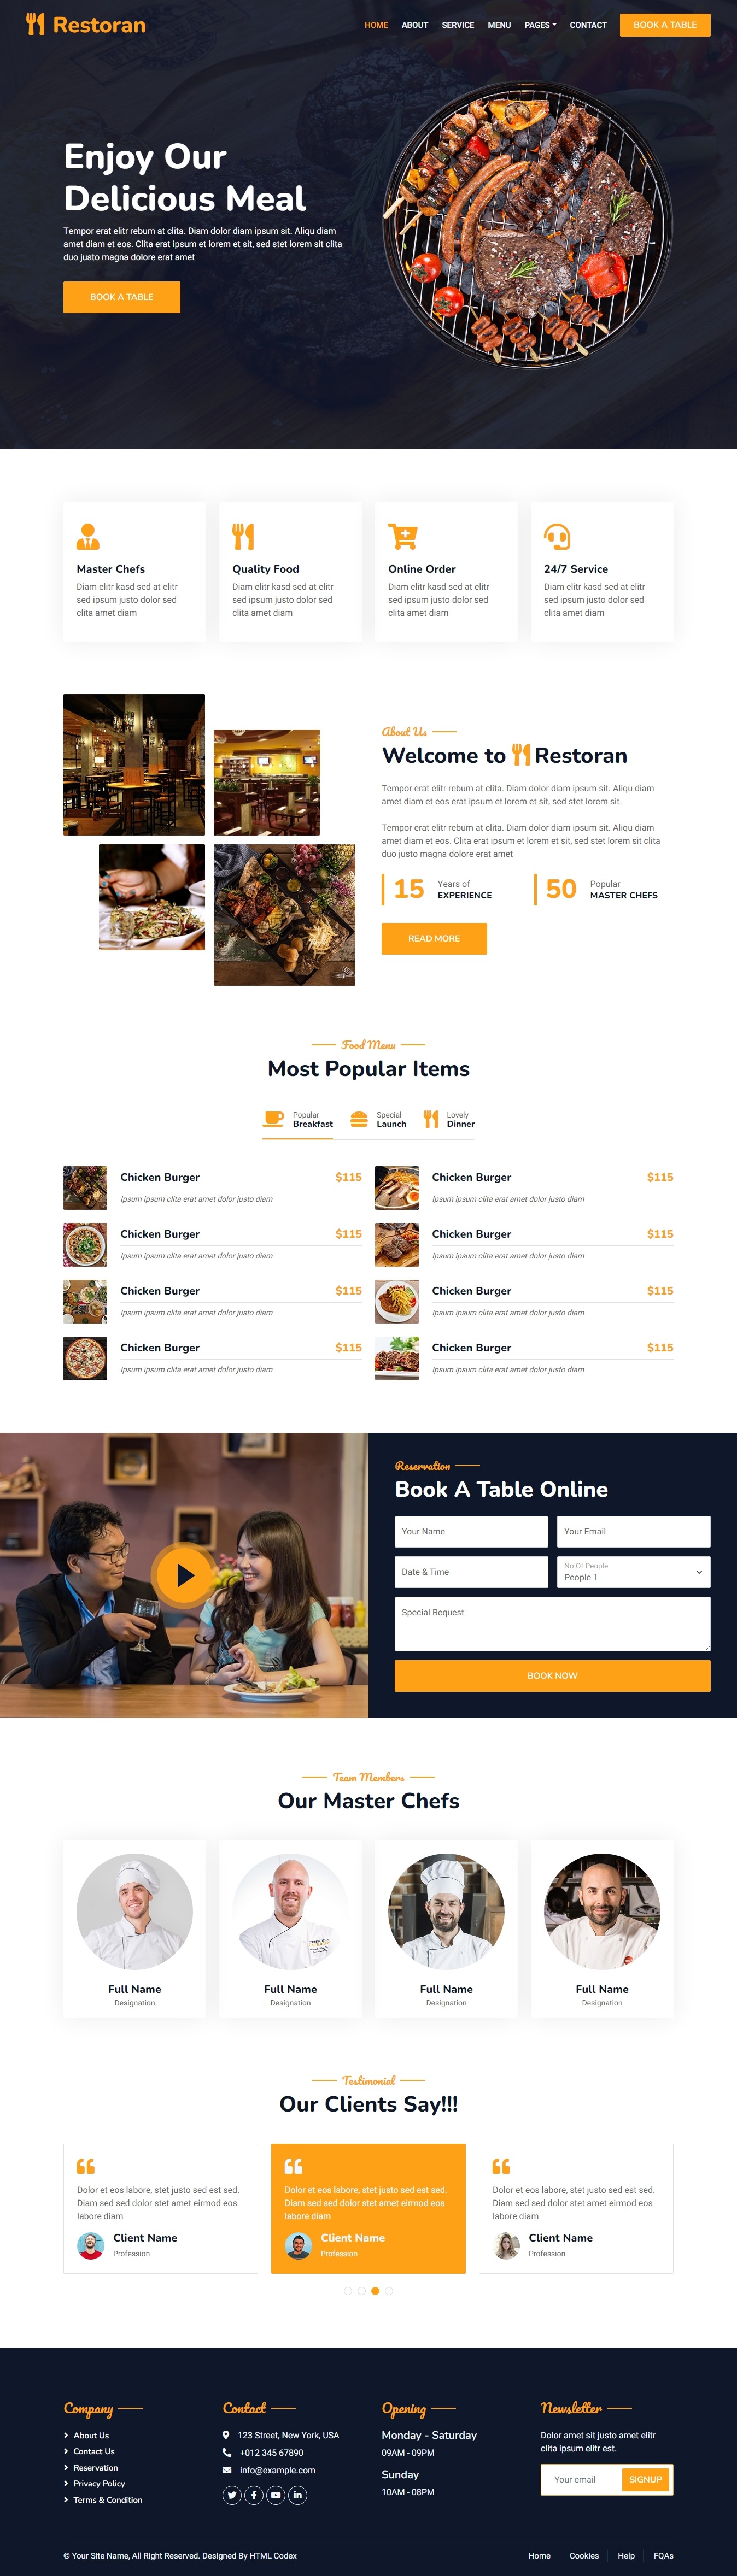 Restoran
HOME ABOUT SERVICE MENU PAGES CONTACT BOOK A TABLE
Enjoy Our
Delicious Meal
Tempor erat elitr rebum at clita. Diam dolor diam ipsum sit. Aliqu diam
amet diam et eos. Clita erat ipsum et lorem et sit, sed stet lorem sit clita
duo justo magna dolore erat amet
BOOK A TABLE
Master Chefs
Diam elitr kasd sed at elitr
sed ipsum justo dolor sed
clita amet diam
Quality Food
Diam elitr kasd sed at elitr
sed ipsum justo dolor sed
clita amet diam
Online Order
Diam elitr kasd sed at elitr
sed ipsum justo dolor sed
clita amet diam
24/7 Service
Diam elitr kasd sed at elitr
sed ipsum justo dolor sed
clita amet diam
About Us
Welcome to Restoran
Tempor erat elitr rebum at clita. Diam dolor diam ipsum sit. Aliqu diam
amet diam et eos erat ipsum et lorem et sit, sed stet lorem sit.
Tempor erat elitr rebum at clita. Diam dolor diam ipsum sit. Aliqu diam
amet diam et eos. Clita erat ipsum et lorem et sit, sed stet lorem sit clita
duo justo magna dolore erat amet
15 Years of
EXPERIENCE
50 Popular
MASTER CHEFS
READ MORE
Food Menu
Most Popular Items
Popular
Breakfast
Special
Launch
Lovely
Dinner
Chicken Burger $115
Ipsum ipsum clita erat amet dolor justo diam
Chicken Burger $115
Ipsum ipsum clita erat amet dolor justo diam
Chicken Burger $115
Ipsum ipsum clita erat amet dolor justo diam
Chicken Burger $115
Ipsum ipsum clita erat amet dolor justo diam
Chicken Burger $115
Ipsum ipsum clita erat amet dolor justo diam
Chicken Burger $115
Ipsum ipsum clita erat amet dolor justo diam
Chicken Burger $115
Ipsum ipsum clita erat amet dolor justo diam
Chicken Burger $115
Ipsum ipsum clita erat amet dolor justo diam
Reservation
Book A Table Online
Your Name
Your Email
Date & Time
No Of People
People 1
Special Request
BOOK NOW
Team Members
Our Master Chefs
Full Name
Designation
Full Name
Designation
Full Name
Designation
Full Name
Designation
Testimonial
Our Clients Say!!!
Dolor et eos labore, stet justo sed est sed.
Diam sed sed dolor stet amet eirmod eos
labore diam
Client Name
Profession
Dolor et eos labore, stet justo sed est sed.
Diam sed sed dolor stet amet eirmod eos
labore diam
Client Name
Profession
Dolor et eos labore, stet justo sed est sed.
Diam sed sed dolor stet amet eirmod eos
labore diam
Client Name
Profession
Company
About Us
Contact Us
Reservation
Privacy Policy
Terms & Condition
Contact
123 Street, New York, USA
+012 345 67890
info@example.com
Opening
Monday - Saturday
09AM - 09PM
Sunday
10AM - 08PM
Newsletter
Dolor amet sit justo amet elitr
clita ipsum elitr est.
Your email SIGNUP
© Your Site Name, All Right Reserved. Designed By HTML Codex
Home Cookies Help FQAs